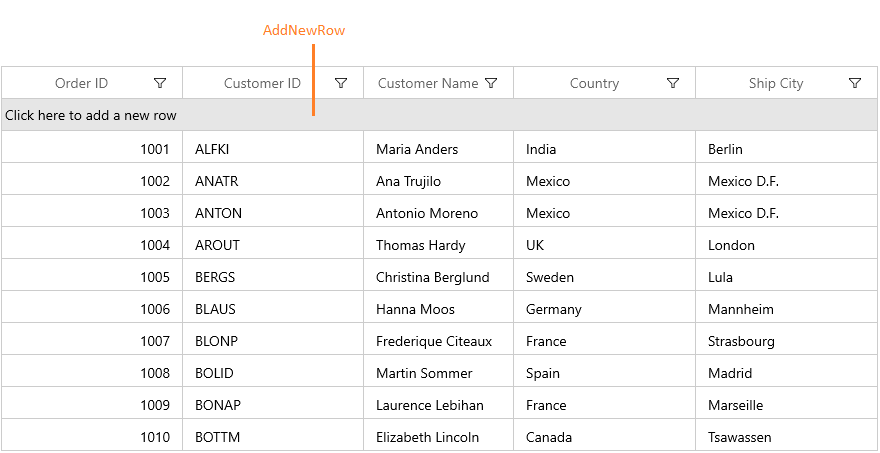 AddNewRow
Order ID Customer ID Customer Name Country Ship City
Click here to add a new row
1001 ALFKI Maria Anders India Berlin
1002 ANATR Ana Trujilo Mexico Mexico D.F.
1003 ANTON Antonio Moreno Mexico Mexico D.F.
1004 AROUT Thomas Hardy UK London
1005 BERGS Christina Berglund Sweden Lula
1006 BLAUS Hanna Moos Germany Mannheim
1007 BLONP Frederique Citeaux France Strasbourg
1008 BOLID Martin Sommer Spain Madrid
1009 BONAP Laurence Lebihan France Marseille
1010 BOTTM Elizabeth Lincoln Canada Tsawassen